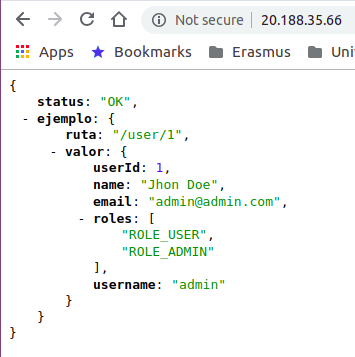 Not secure | 20.188.35.66
Apps Bookmarks Erasmus Uni
{
status: "OK",
- ejemplo: {
ruta: "/user/1",
- valor: {
userId: 1,
name: "Jhon Doe",
email: "admin@admin.com",
- roles: [
"ROLE_USER",
"ROLE_ADMIN"
],
username: "admin"
}
}
}